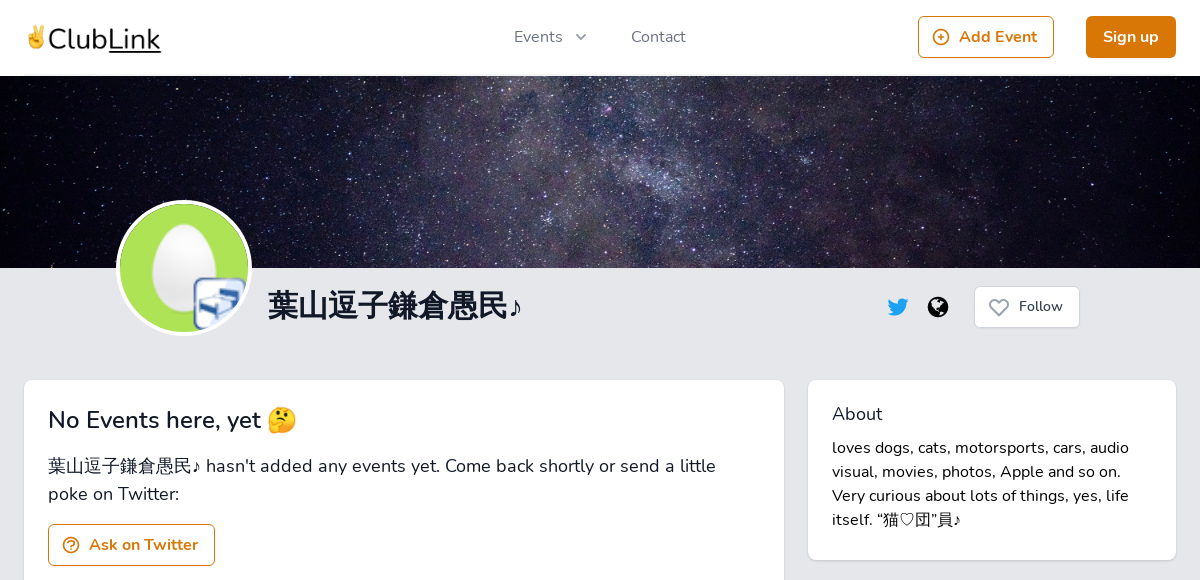 ✌️ClubLink
Events
Contact
Add Event
Sign up
葉山逗子鎌倉愚民♪
Follow
No Events here, yet 🤔
葉山逗子鎌倉愚民♪ hasn't added any events yet. Come back shortly or send a little
poke on Twitter:
Ask on Twitter
About
loves dogs, cats, motorsports, cars, audio
visual, movies, photos, Apple and so on.
Very curious about lots of things, yes, life
itself. “猫♡団”員♪